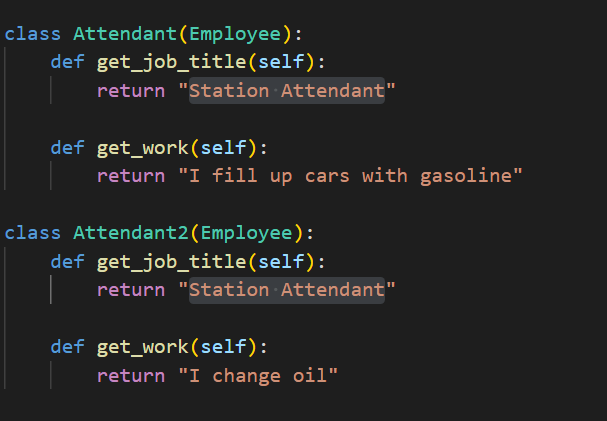 class Attendant(Employee):
    def get_job_title(self):
        return "Station Attendant"
    def get_work(self):
        return "I fill up cars with gasoline"
class Attendant2(Employee):
    def get_job_title(self):
        return "Station Attendant"
    def get_work(self):
        return "I change oil"